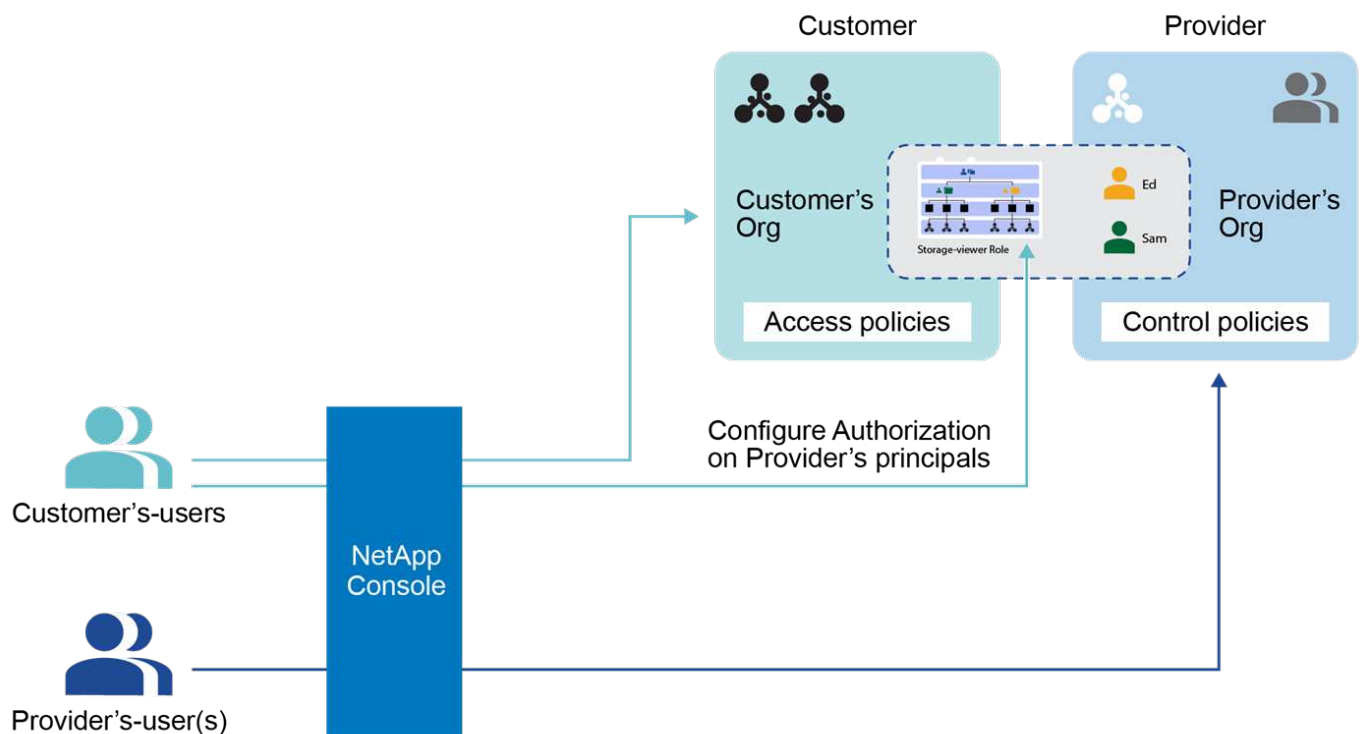 Customer
Provider
Customer's
Org
Ed
Sam
Provider's
Org
Storage-viewer Role
Access policies
Control policies
Configure Authorization
on Provider's principals
Customer's-users
NetApp
Console
Provider's-user(s)